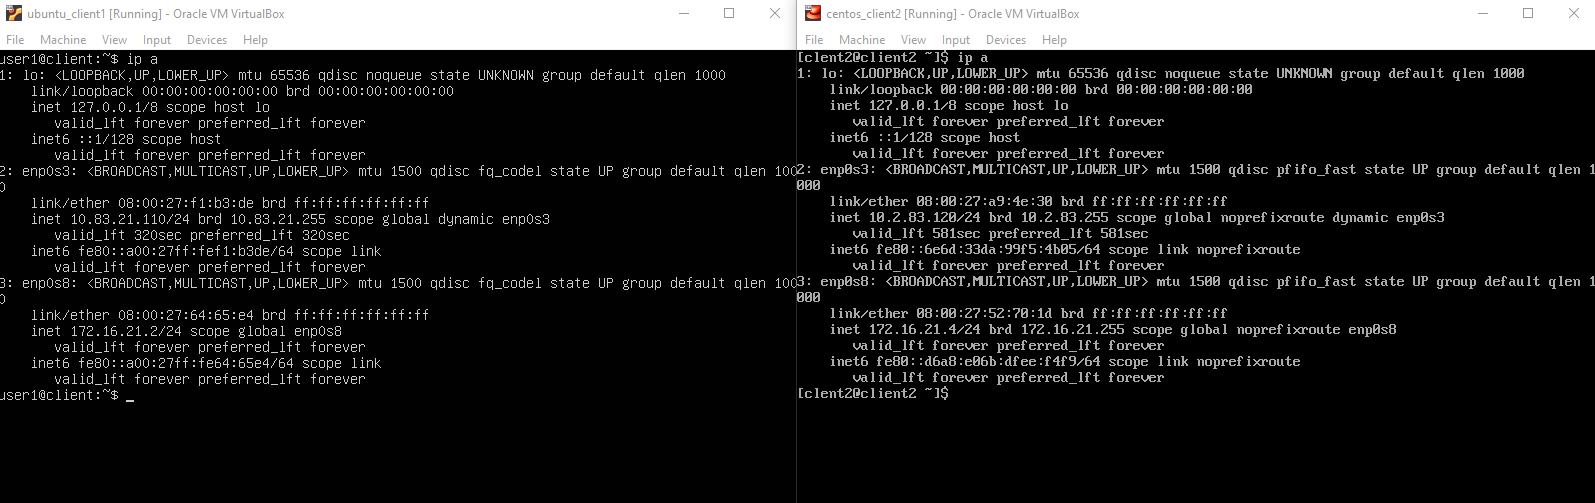 ubuntu_client1 [Running] - Oracle VM VirtualBox
File Machine View Input Devices Help
user1@client:~$ ip a
1: lo: <LOOPBACK,UP,LOWER_UP> mtu 65536 qdisc noqueue state UNKNOWN group default qlen 1000
    link/loopback 00:00:00:00:00:00 brd 00:00:00:00:00:00
    inet 127.0.0.1/8 scope host lo
       valid_lft forever preferred_lft forever
    inet6 ::1/128 scope host
       valid_lft forever preferred_lft forever
2: enp0s3: <BROADCAST,MULTICAST,UP,LOWER_UP> mtu 1500 qdisc fq_codel state UP group default qlen 100
0
    link/ether 08:00:27:f1:b3:de brd ff:ff:ff:ff:ff:ff
    inet 10.83.21.110/24 brd 10.83.21.255 scope global dynamic enp0s3
       valid_lft 320sec preferred_lft 320sec
    inet6 fe80::a00:27ff:fef1:b3de/64 scope link
       valid_lft forever preferred_lft forever
3: enp0s8: <BROADCAST,MULTICAST,UP,LOWER_UP> mtu 1500 qdisc fq_codel state UP group default qlen 100
0
    link/ether 08:00:27:64:65:e4 brd ff:ff:ff:ff:ff:ff
    inet 172.16.21.2/24 scope global enp0s8
       valid_lft forever preferred_lft forever
    inet6 fe80::a00:27ff:fe64:65e4/64 scope link
       valid_lft forever preferred_lft forever
user1@client:~$ _
centos_client2 [Running] - Oracle VM VirtualBox
File Machine View Input Devices Help
[clent2@client2 ~]$ ip a
1: lo: <LOOPBACK,UP,LOWER_UP> mtu 65536 qdisc noqueue state UNKNOWN group default qlen 1000
    link/loopback 00:00:00:00:00:00 brd 00:00:00:00:00:00
    inet 127.0.0.1/8 scope host lo
       valid_lft forever preferred_lft forever
    inet6 ::1/128 scope host
       valid_lft forever preferred_lft forever
2: enp0s3: <BROADCAST,MULTICAST,UP,LOWER_UP> mtu 1500 qdisc pfifo_fast state UP group default qlen 1
000
    link/ether 08:00:27:a9:4e:30 brd ff:ff:ff:ff:ff:ff
    inet 10.2.83.120/24 brd 10.2.83.255 scope global noprefixroute dynamic enp0s3
       valid_lft 581sec preferred_lft 581sec
    inet6 fe80::6e6d:33da:99f5:4b05/64 scope link noprefixroute
       valid_lft forever preferred_lft forever
3: enp0s8: <BROADCAST,MULTICAST,UP,LOWER_UP> mtu 1500 qdisc pfifo_fast state UP group default qlen 1
000
    link/ether 08:00:27:52:70:1d brd ff:ff:ff:ff:ff:ff
    inet 172.16.21.4/24 brd 172.16.21.255 scope global noprefixroute enp0s8
       valid_lft forever preferred_lft forever
    inet6 fe80::d6a8:e06b:dfee:f4f9/64 scope link noprefixroute
       valid_lft forever preferred_lft forever
[clent2@client2 ~]$